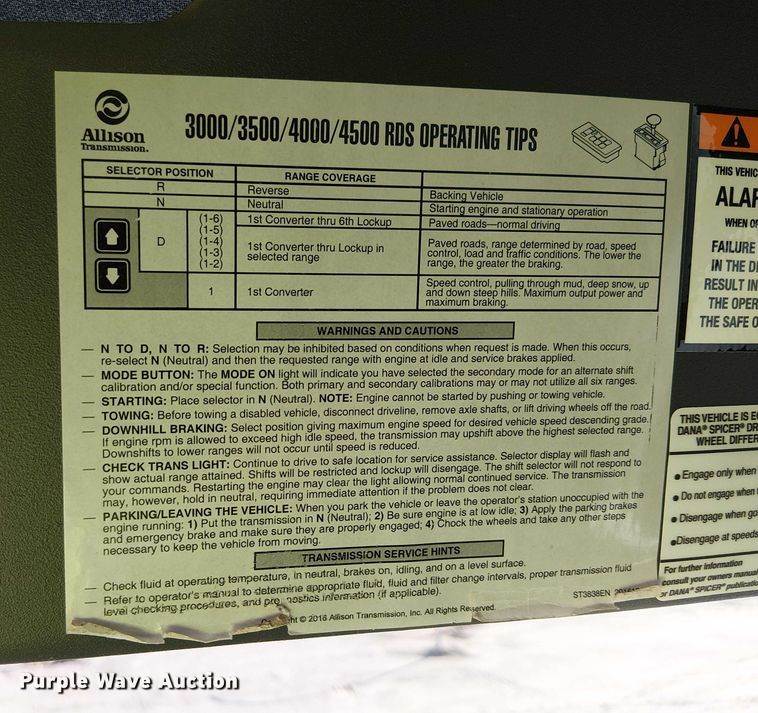 Allison
Transmission.
3000/3500/4000/4500 RDS OPERATING TIPS
SELECTOR POSITION RANGE COVERAGE
R Reverse Backing Vehicle
N Neutral Starting engine and stationary operation
D (1-6) 1st Converter thru 6th Lockup Paved roads—normal driving
(1-5)
(1-4)
(1-3)
(1-2)
1st Converter thru Lockup in
selected range
Paved roads, range determined by road, speed
control, load and traffic conditions. The lower the
range, the greater the braking.
1 1st Converter
Speed control, pulling through mud, deep snow, up
and down steep hills. Maximum output power and
maximum braking.
WARNINGS AND CAUTIONS
— N TO D, N TO R: Selection may be inhibited based on conditions when request is made. When this occurs,
re-select N (Neutral) and then the requested range with engine at idle and service brakes applied.
— MODE BUTTON: The MODE ON light will indicate you have selected the secondary mode for an alternate shift
calibration and/or special function. Both primary and secondary calibrations may or may not utilize all six ranges.
— STARTING: Place selector in N (Neutral). NOTE: Engine cannot be started by pushing or towing vehicle.
— TOWING: Before towing a disabled vehicle, disconnect driveline, remove axle shafts, or lift driving wheels off the road.
— DOWNHILL BRAKING: Select position giving maximum engine speed for desired vehicle speed descending grade.
If engine rpm is allowed to exceed high idle speed, the transmission may upshift above the highest selected range.
Downshifts to lower ranges will not occur until speed is reduced.
— CHECK TRANS LIGHT: Continue to drive to safe location for service assistance. Selector display will flash and
show actual range attained. Shifts will be restricted and lockup will disengage. The shift selector will not respond to
your commands. Restarting the engine may clear the light allowing normal continued service. The transmission
may, however, hold in neutral, requiring immediate attention if the problem does not clear.
— PARKING/LEAVING THE VEHICLE: When you park the vehicle or leave the operator's station unoccupied with the
engine running: 1) Put the transmission in N (Neutral); 2) Be sure engine is at low idle; 3) Apply the parking brakes
and emergency brake and make sure they are properly engaged; 4) Chock the wheels and take any other steps
necessary to keep the vehicle from moving.
TRANSMISSION SERVICE HINTS
— Check fluid at operating temperature, in neutral, brakes on, idling, and on a level surface.
— Refer to operator's manual to determine appropriate fluid, fluid and filter change intervals, proper transmission fluid
level checking procedures, and pro nostics information (if applicable).
ht © 2016 Allison Transmission, Inc. All Rights Reserved.
ST3838EN
THIS VEHIC
ALAR
WHEN OF
FAILURE
IN THE DI
RESULT IN
THE OPER
THE SAFE O
THIS VEHICLE IS E
DANA® SPICER® DR
WHEEL DIFFER
● Engage only when
● Do not engage when
● Disengage when go
● Disengage at speeds
For further information
consult your owners manual
or DANA® SPICER® publicatio
Purple Wave Auction